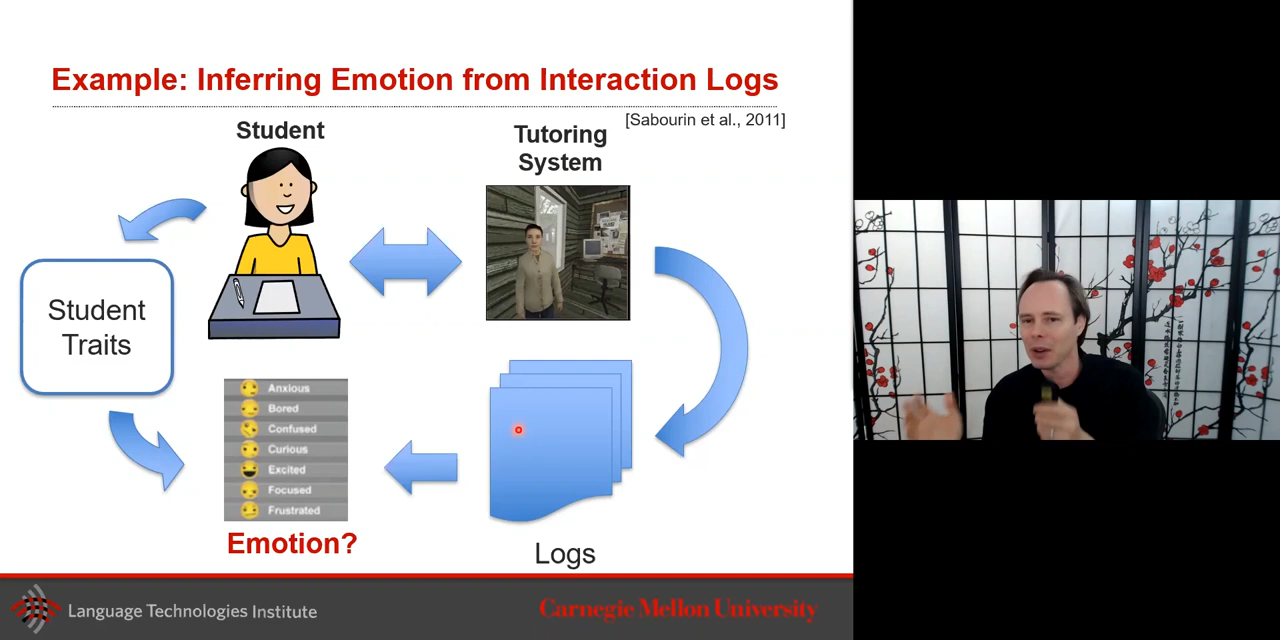 Example: Inferring Emotion from Interaction Logs
[Sabourin et al., 2011]
Student
Tutoring
System
Student
Traits
Anxious
Bored
Confused
Curious
Excited
Focused
Frustrated
Emotion?
Logs
Language Technologies Institute
Carnegie Mellon University